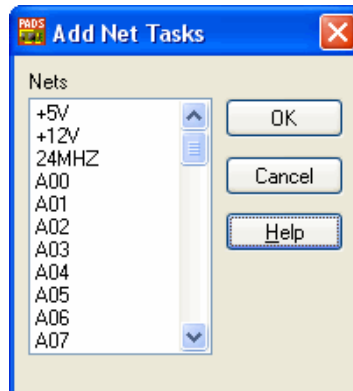 PADS
Add Net Tasks
Nets
+5V
+12V
24MHZ
A00
A01
A02
A03
A04
A05
A06
A07
OK
Cancel
Help